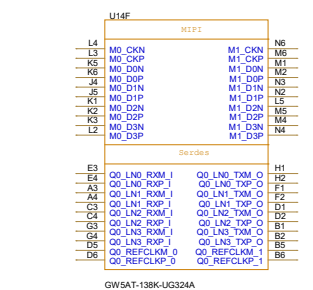 U14F
MIPI
L4 M0_CKN M1_CKN N6
L3 M0_CKP M1_CKP M6
K5 M0_D0N M1_D0N M1
K6 M0_D0P M1_D0P M2
J4 M0_D1N M1_D1N N3
J5 M0_D1P M1_D1P N2
K1 M0_D2N M1_D2N L5
K2 M0_D2P M1_D2P M5
K3 M0_D3N M1_D3N M4
L2 M0_D3P M1_D3P N4
Serdes
E3 Q0_LN0_RXM_I Q0_LN0_TXM_O H1
E4 Q0_LN0_RXP_I Q0_LN0_TXP_O H2
A3 Q0_LN1_RXM_I Q0_LN1_TXM_O F1
A4 Q0_LN1_RXP_I Q0_LN1_TXP_O F2
C3 Q0_LN2_RXM_I Q0_LN2_TXM_O D1
C4 Q0_LN2_RXP_I Q0_LN2_TXP_O D2
G3 Q0_LN3_RXM_I Q0_LN3_TXM_O B1
G4 Q0_LN3_RXP_I Q0_LN3_TXP_O B2
D5 Q0_REFCLKM_0 Q0_REFCLKM_1 B5
D6 Q0_REFCLKP_0 Q0_REFCLKP_1 B6
GW5AT-138K-UG324A